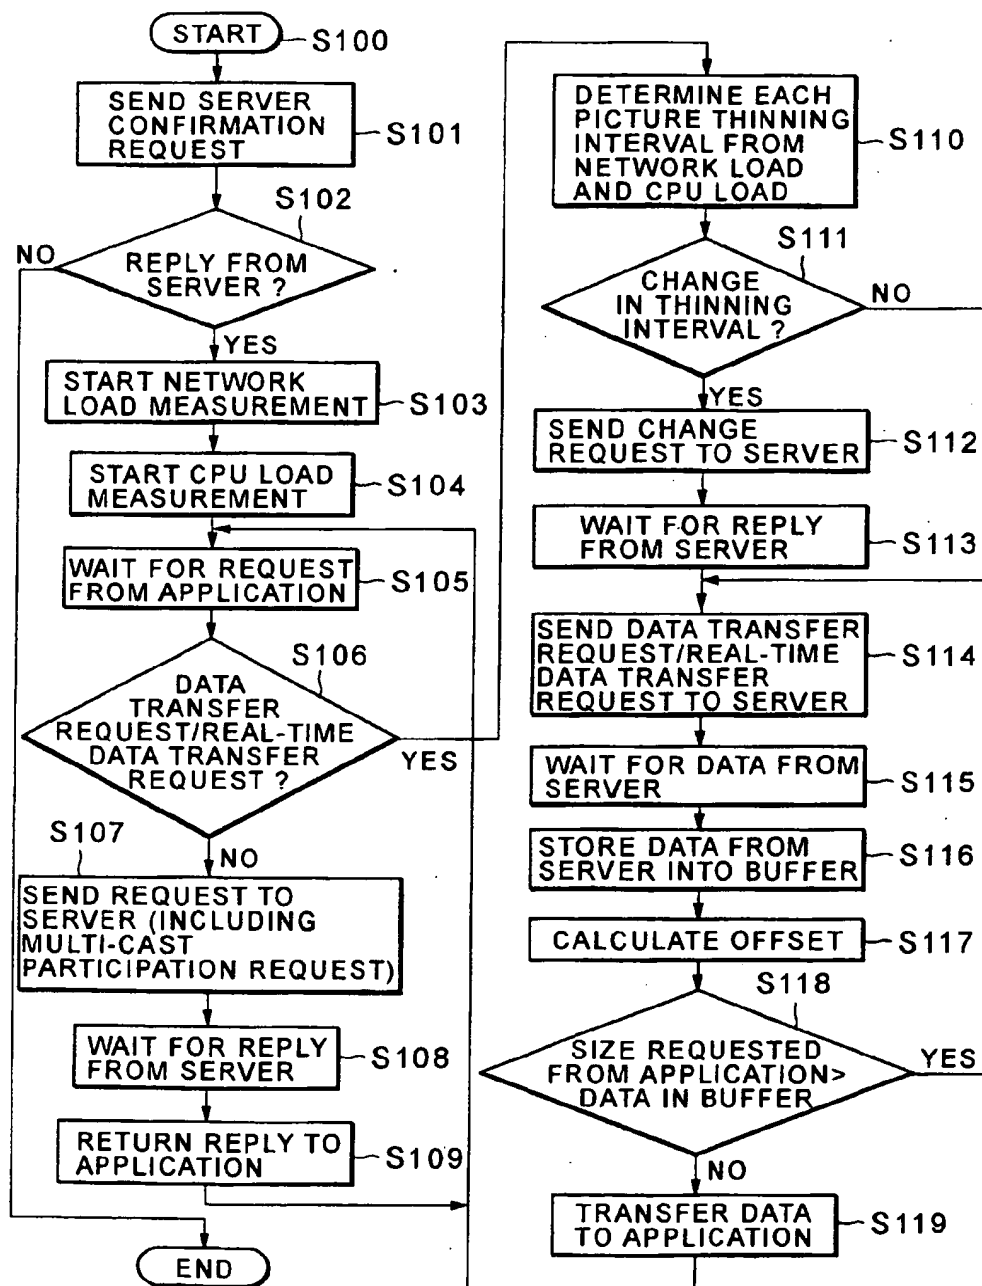 START
S100
SEND SERVER
CONFIRMATION
REQUEST
S101
S102
NO
REPLY FROM
SERVER ?
YES
START NETWORK
LOAD MEASUREMENT
S103
START CPU LOAD
MEASUREMENT
S104
WAIT FOR REQUEST
FROM APPLICATION
S105
S106
DATA
TRANSFER
REQUEST/REAL-TIME
DATA TRANSFER
REQUEST ?
YES
S107
NO
SEND REQUEST TO
SERVER (INCLUDING
MULTI-CAST
PARTICIPATION REQUEST)
WAIT FOR REPLY
FROM SERVER
S108
RETURN REPLY TO
APPLICATION
S109
END
DETERMINE EACH
PICTURE THINNING
INTERVAL FROM
NETWORK LOAD
AND CPU LOAD
S110
S111
CHANGE
IN THINNING
INTERVAL ?
NO
YES
SEND CHANGE
REQUEST TO SERVER
S112
WAIT FOR REPLY
FROM SERVER
S113
SEND DATA TRANSFER
REQUEST/REAL-TIME
DATA TRANSFER
REQUEST TO SERVER
S114
WAIT FOR DATA FROM
SERVER
S115
STORE DATA FROM
SERVER INTO BUFFER
S116
CALCULATE OFFSET
S117
S118
SIZE REQUESTED
FROM APPLICATION>
DATA IN BUFFER
YES
NO
TRANSFER DATA
TO APPLICATION
S119